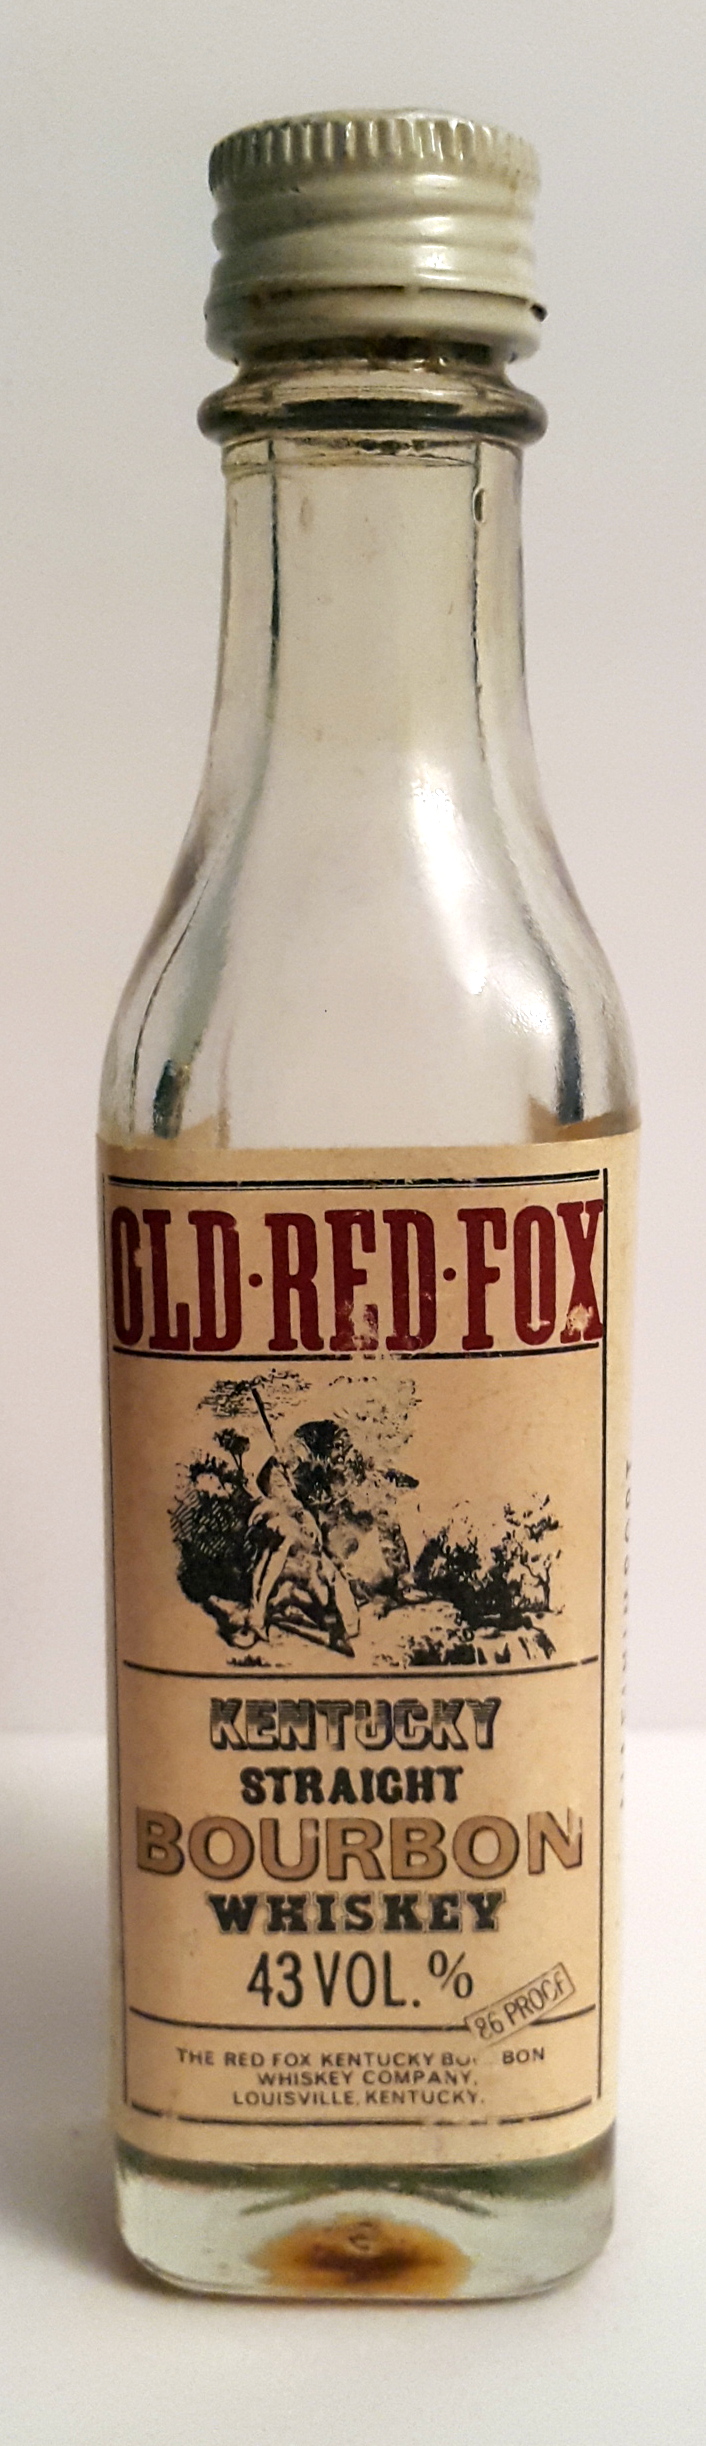 OLD·RED·FOX
KENTUCKY
STRAIGHT
BOURBON
WHISKEY
43 VOL. %
86 PROOF
THE RED FOX KENTUCKY BOURBON
WHISKEY COMPANY,
LOUISVILLE, KENTUCKY.